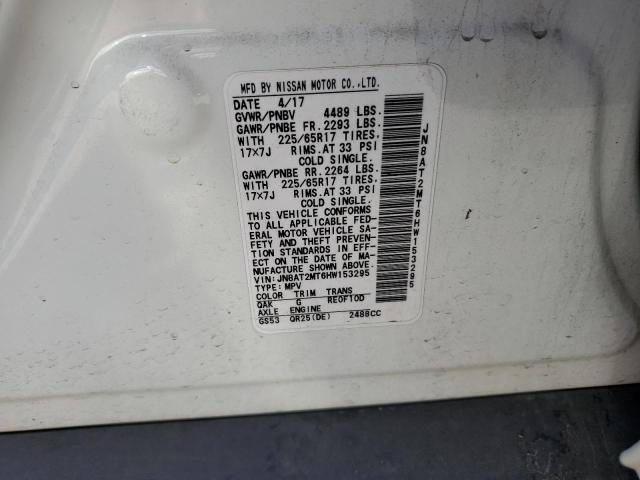 MFD BY NISSAN MOTOR CO.,LTD.
DATE 4/17
GVWR/PNBV 4489 LBS.
GAWR/PNBE FR. 2293 LBS.
WITH 225/65R17 TIRES.
17×7J RIMS.AT 33 PSI
COLD SINGLE.
GAWR/PNBE RR. 2264 LBS.
WITH 225/65R17 TIRES.
17×7J RIMS.AT 33 PSI
COLD SINGLE.
THIS VEHICLE CONFORMS
TO ALL APPLICABLE FED-
ERAL MOTOR VEHICLE SA-
FETY AND THEFT PREVEN-
TION STANDARDS IN EFF-
ECT ON THE DATE OF MA-
NUFACTURE SHOWN ABOVE.
VIN: JN8AT2MT6HW153295
TYPE: MPV
COLOR TRIM TRANS
QAK G RE0F10D
AXLE ENGINE
GS53 QR25(DE) 2488CC
JN8AT2MT6HW153295